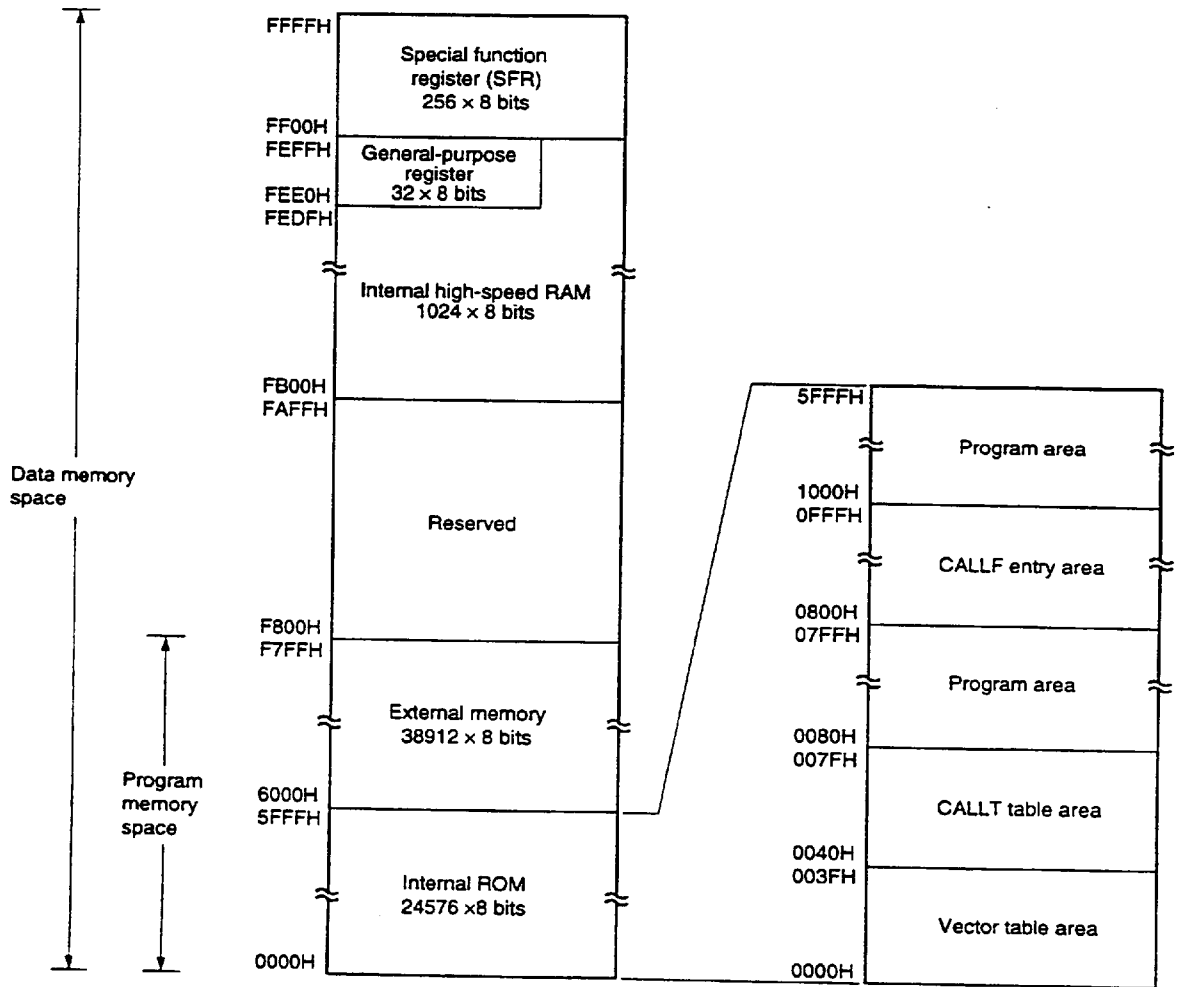 FFFFH
Special function
register (SFR)
256 × 8 bits
FF00H
FEFFH
General-purpose
register
32 × 8 bits
FEE0H
FEDFH
Internal high-speed RAM
1024 × 8 bits
FB00H
FAFFH
Reserved
F800H
F7FFH
External memory
38912 × 8 bits
6000H
5FFFH
Internal ROM
24576 ×8 bits
0000H
Data memory
space
Program
memory
space
5FFFH
Program area
1000H
0FFFH
CALLF entry area
0800H
07FFH
Program area
0080H
007FH
CALLT table area
0040H
003FH
Vector table area
0000H